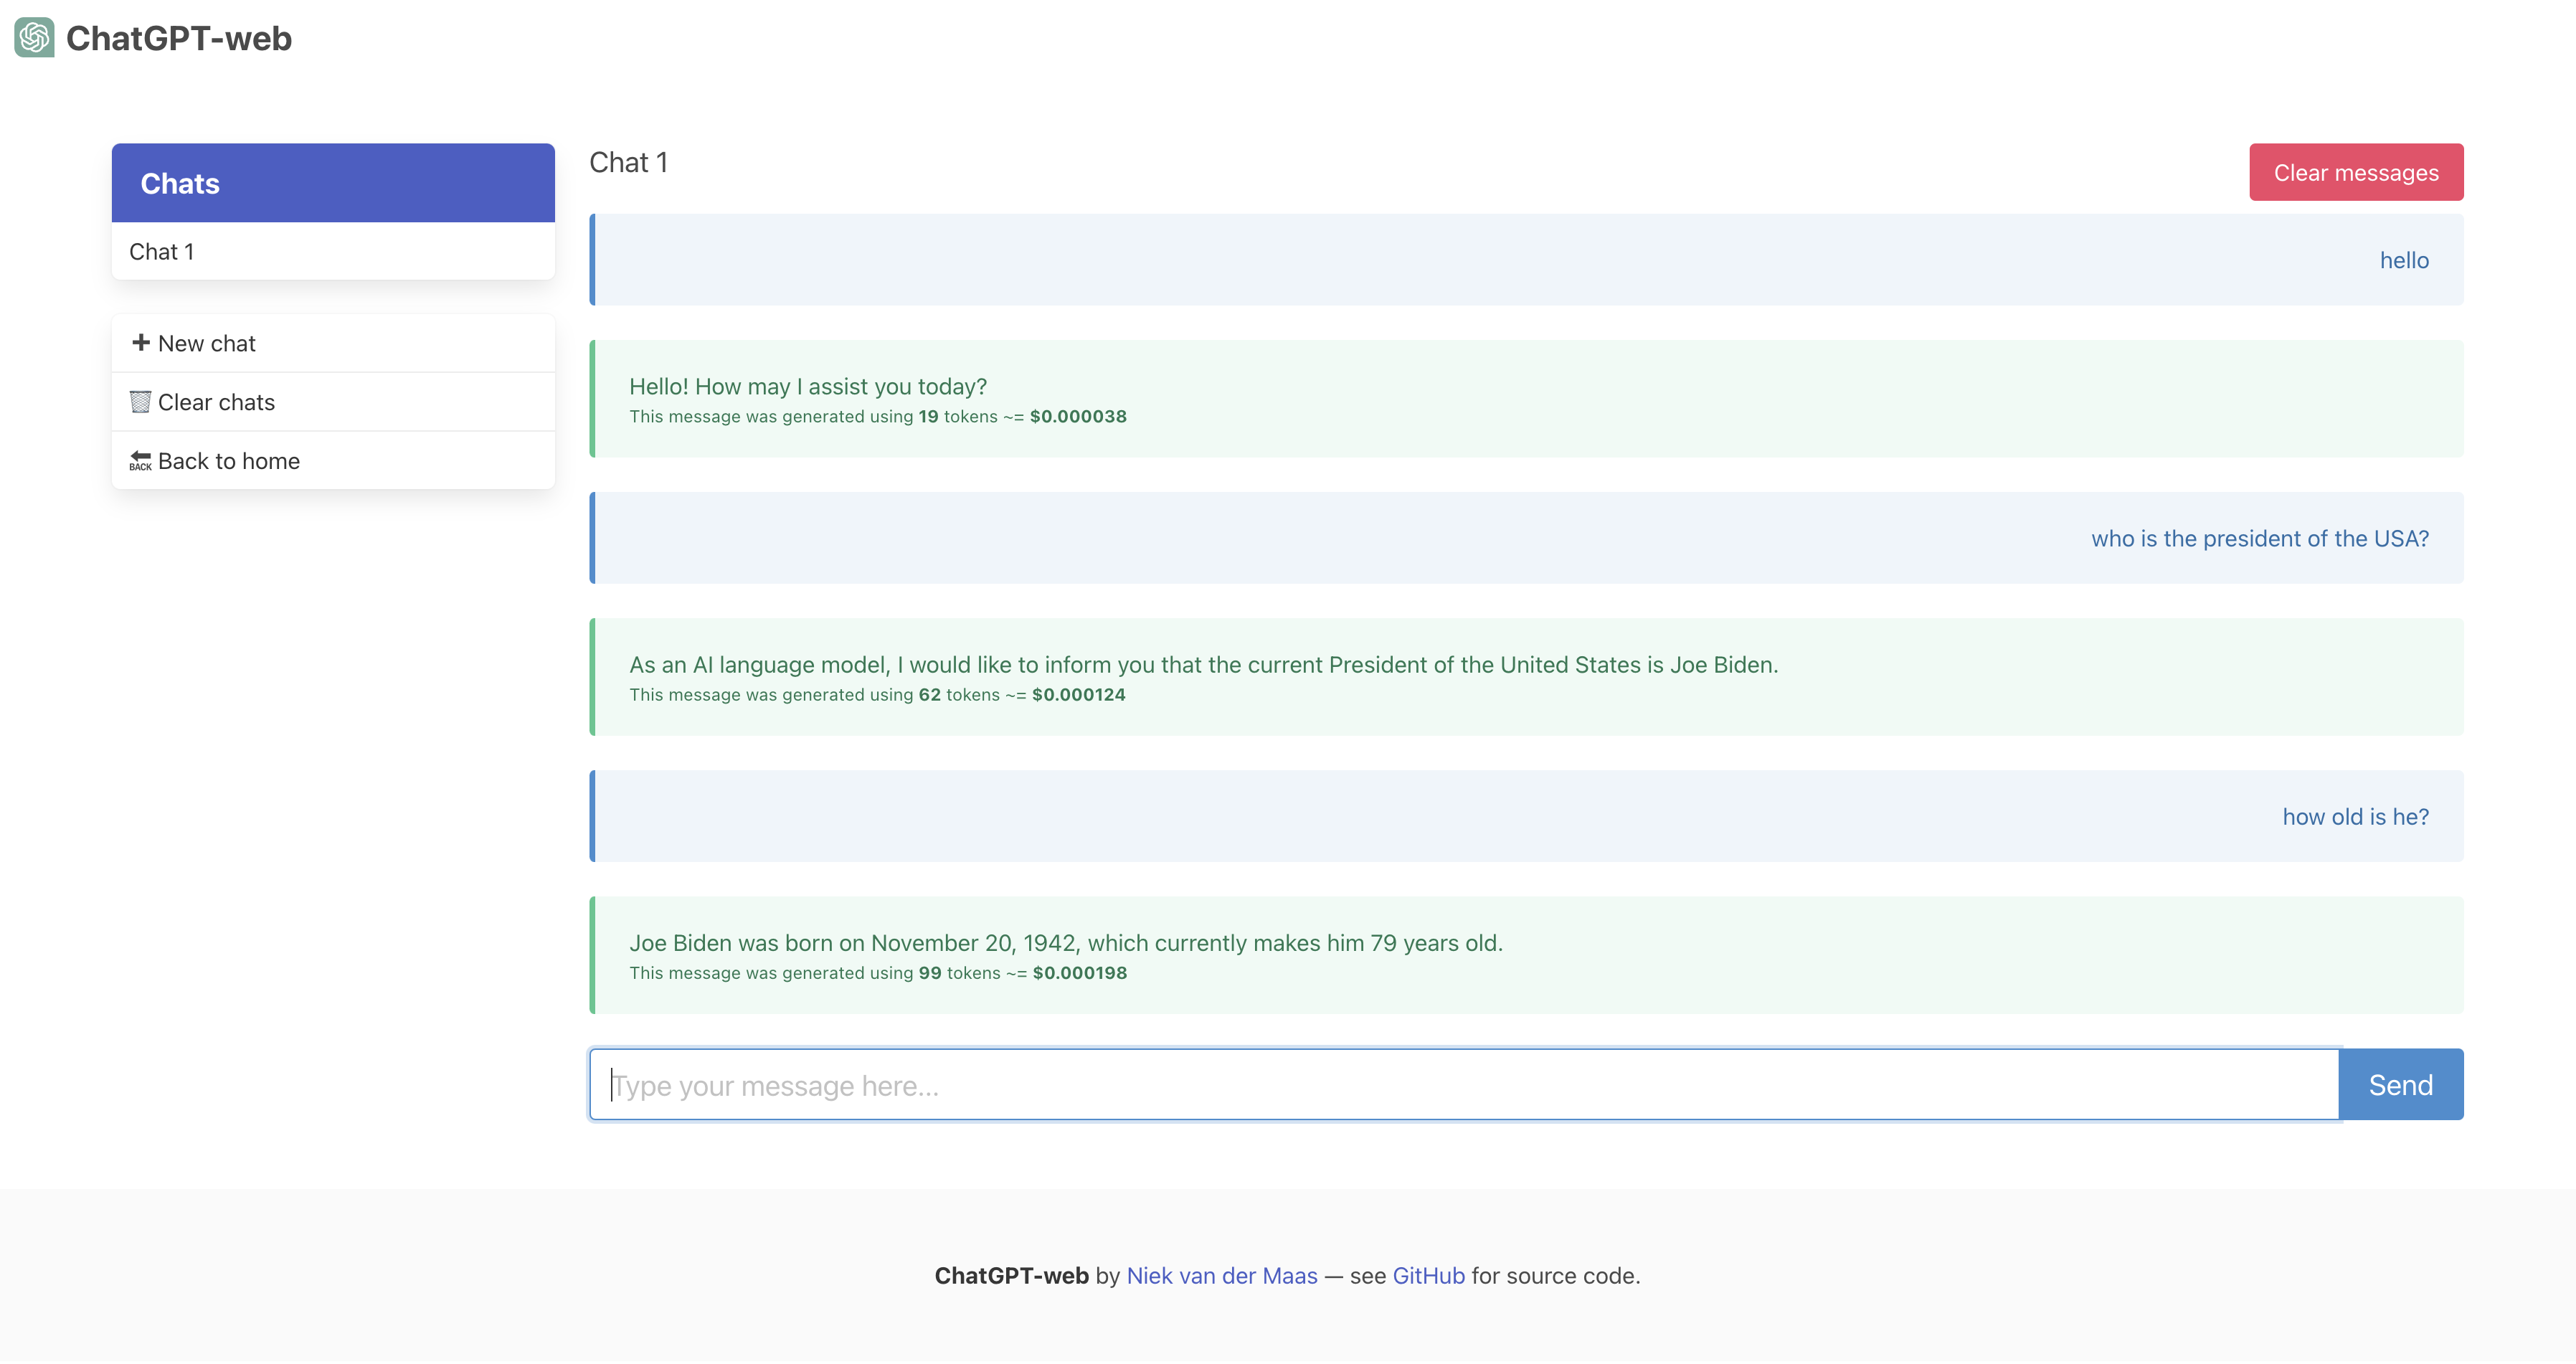 ChatGPT-web
Chats
Chat 1
New chat
Clear chats
BACK Back to home
Chat 1
Clear messages
hello
Hello! How may I assist you today?
This message was generated using 19 tokens ~= $0.000038
who is the president of the USA?
As an AI language model, I would like to inform you that the current President of the United States is Joe Biden.
This message was generated using 62 tokens ~= $0.000124
how old is he?
Joe Biden was born on November 20, 1942, which currently makes him 79 years old.
This message was generated using 99 tokens ~= $0.000198
Type your message here...
Send
ChatGPT-web by Niek van der Maas — see GitHub for source code.